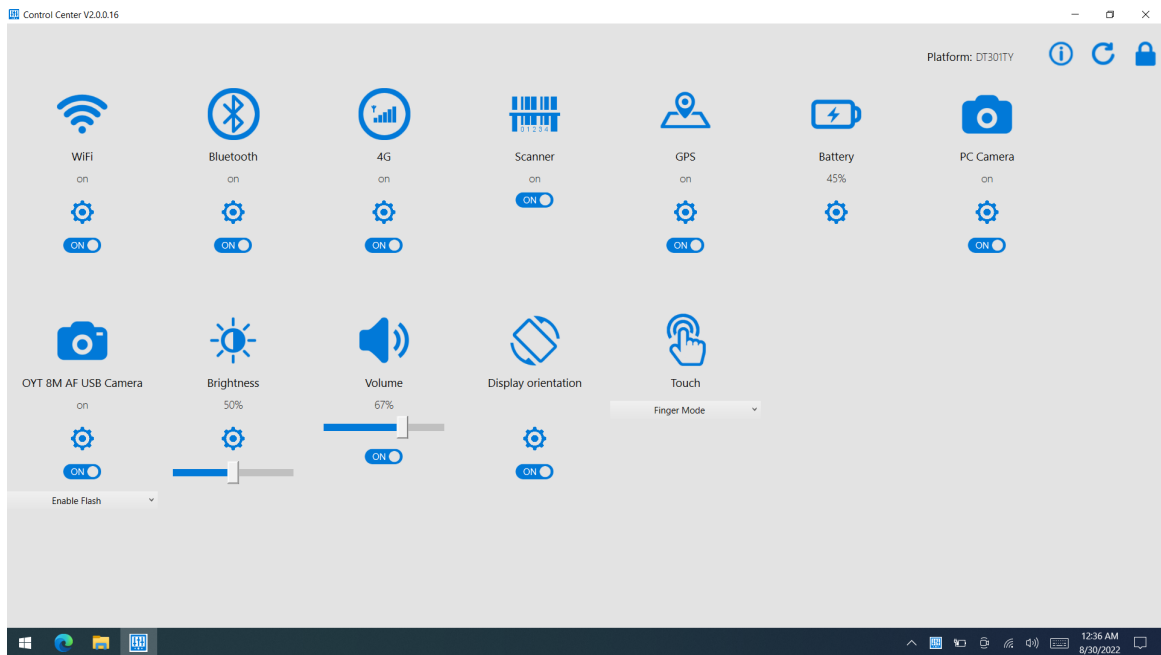 Control Center V2.0.0.16
Platform: DT301TY
WiFi
Bluetooth
4G
Scanner
GPS
Battery
PC Camera
01234
on
on
on
on
on
45%
on
ON
ON
ON
ON
ON
ON
OYT 8M AF USB Camera
Brightness
Volume
Display orientation
Touch
on
50%
67%
Finger Mode
ON
ON
ON
Enable Flash
12:36 AM
8/30/2022